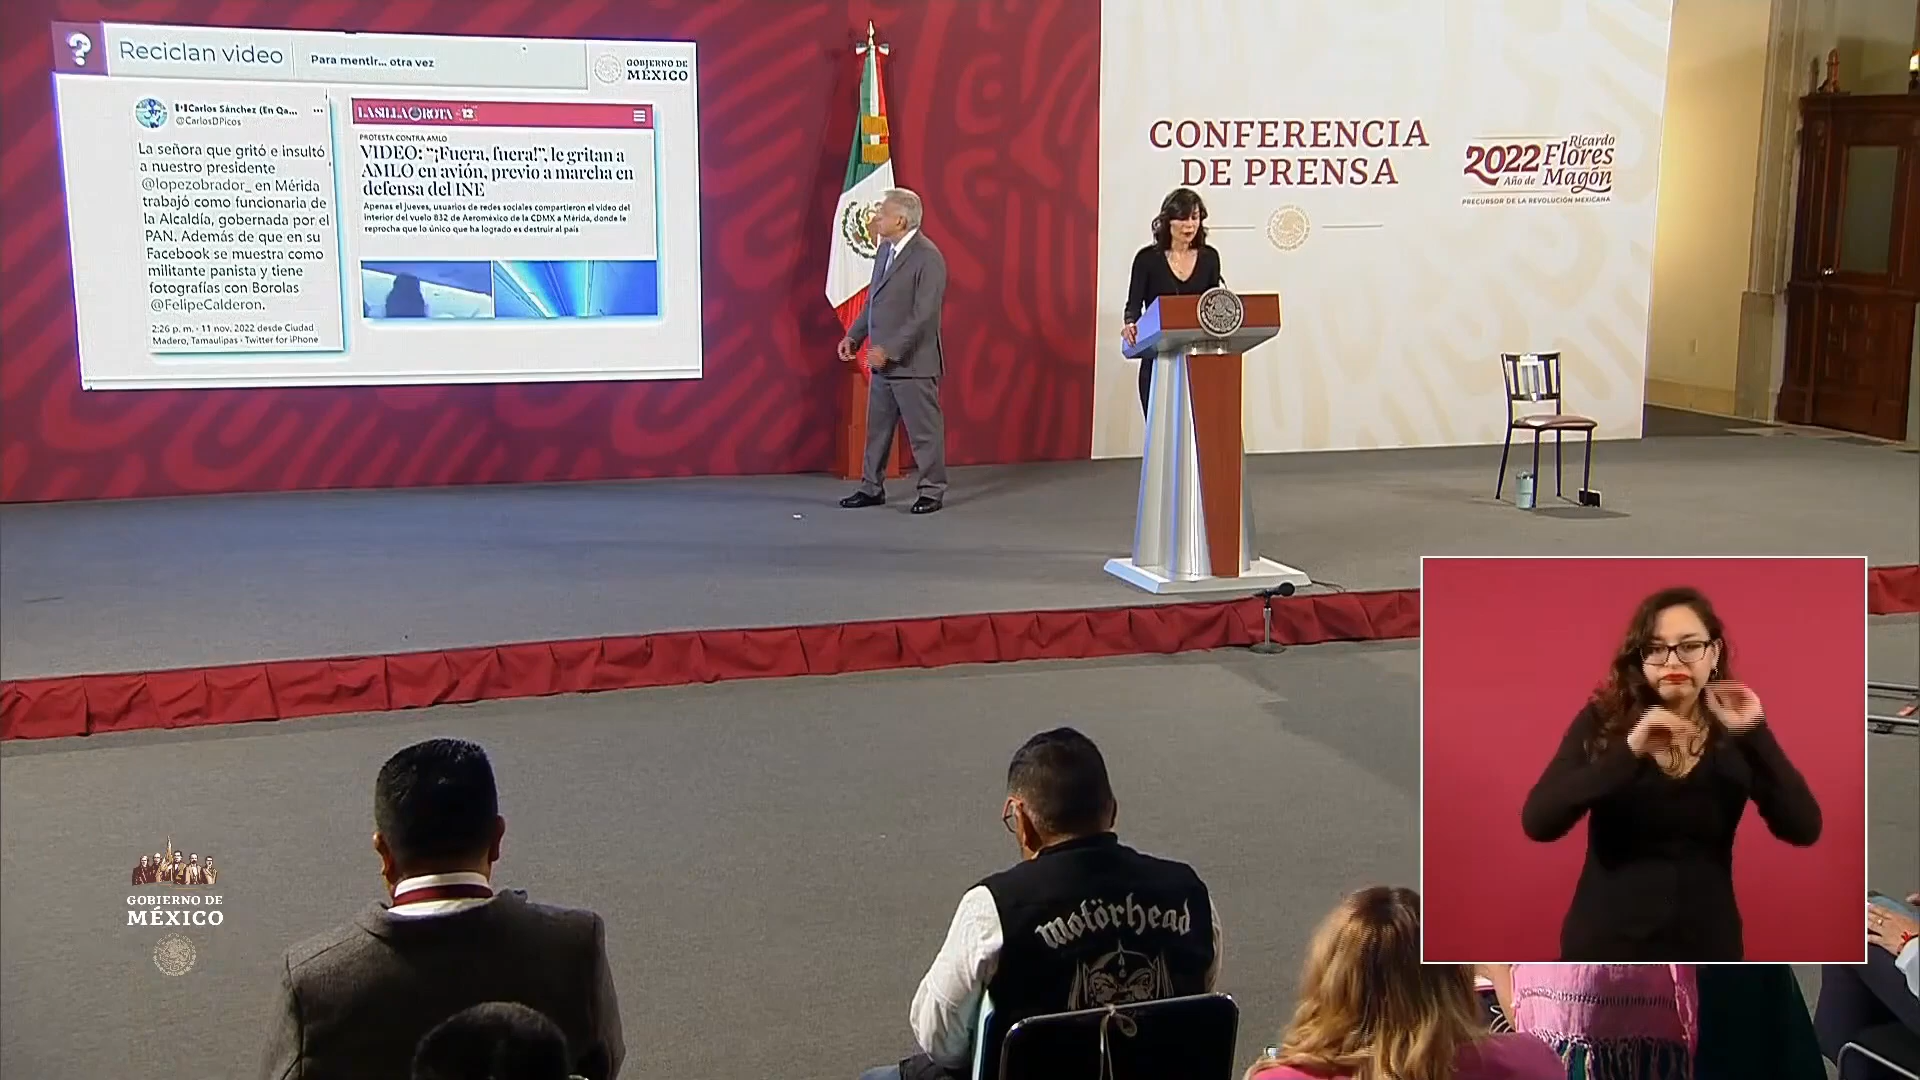 ?
Reciclan video
Para mentir... otra vez
GOBIERNO DE
MÉXICO
Carlos Sánchez (En Qa...
@CarlosDPicos
La señora que gritó e insultó
a nuestro presidente
@lopezobrador_ en Mérida
trabajó como funcionaria de
la Alcaldía, gobernada por el
PAN. Además de que en su
Facebook se muestra como
militante panista y tiene
fotografías con Borolas
@FelipeCalderon.
2:26 p. m. · 11 nov. 2022 desde Ciudad
Madero, Tamaulipas · Twitter for iPhone
LA SILLA ROTA
PROTESTA CONTRA AMLO
VIDEO: “¡Fuera, fuera!”, le gritan a
AMLO en avión, previo a marcha en
defensa del INE
Apenas el jueves, usuarios de redes sociales compartieron el video del
interior del vuelo 832 de Aeroméxico de la CDMX a Mérida, donde le
reprocha que lo único que ha logrado es destruir al país
CONFERENCIA
DE PRENSA
2022
Año de
Ricardo
Flores
Magón
PRECURSOR DE LA REVOLUCIÓN MEXICANA
GOBIERNO DE
MÉXICO
motörhead